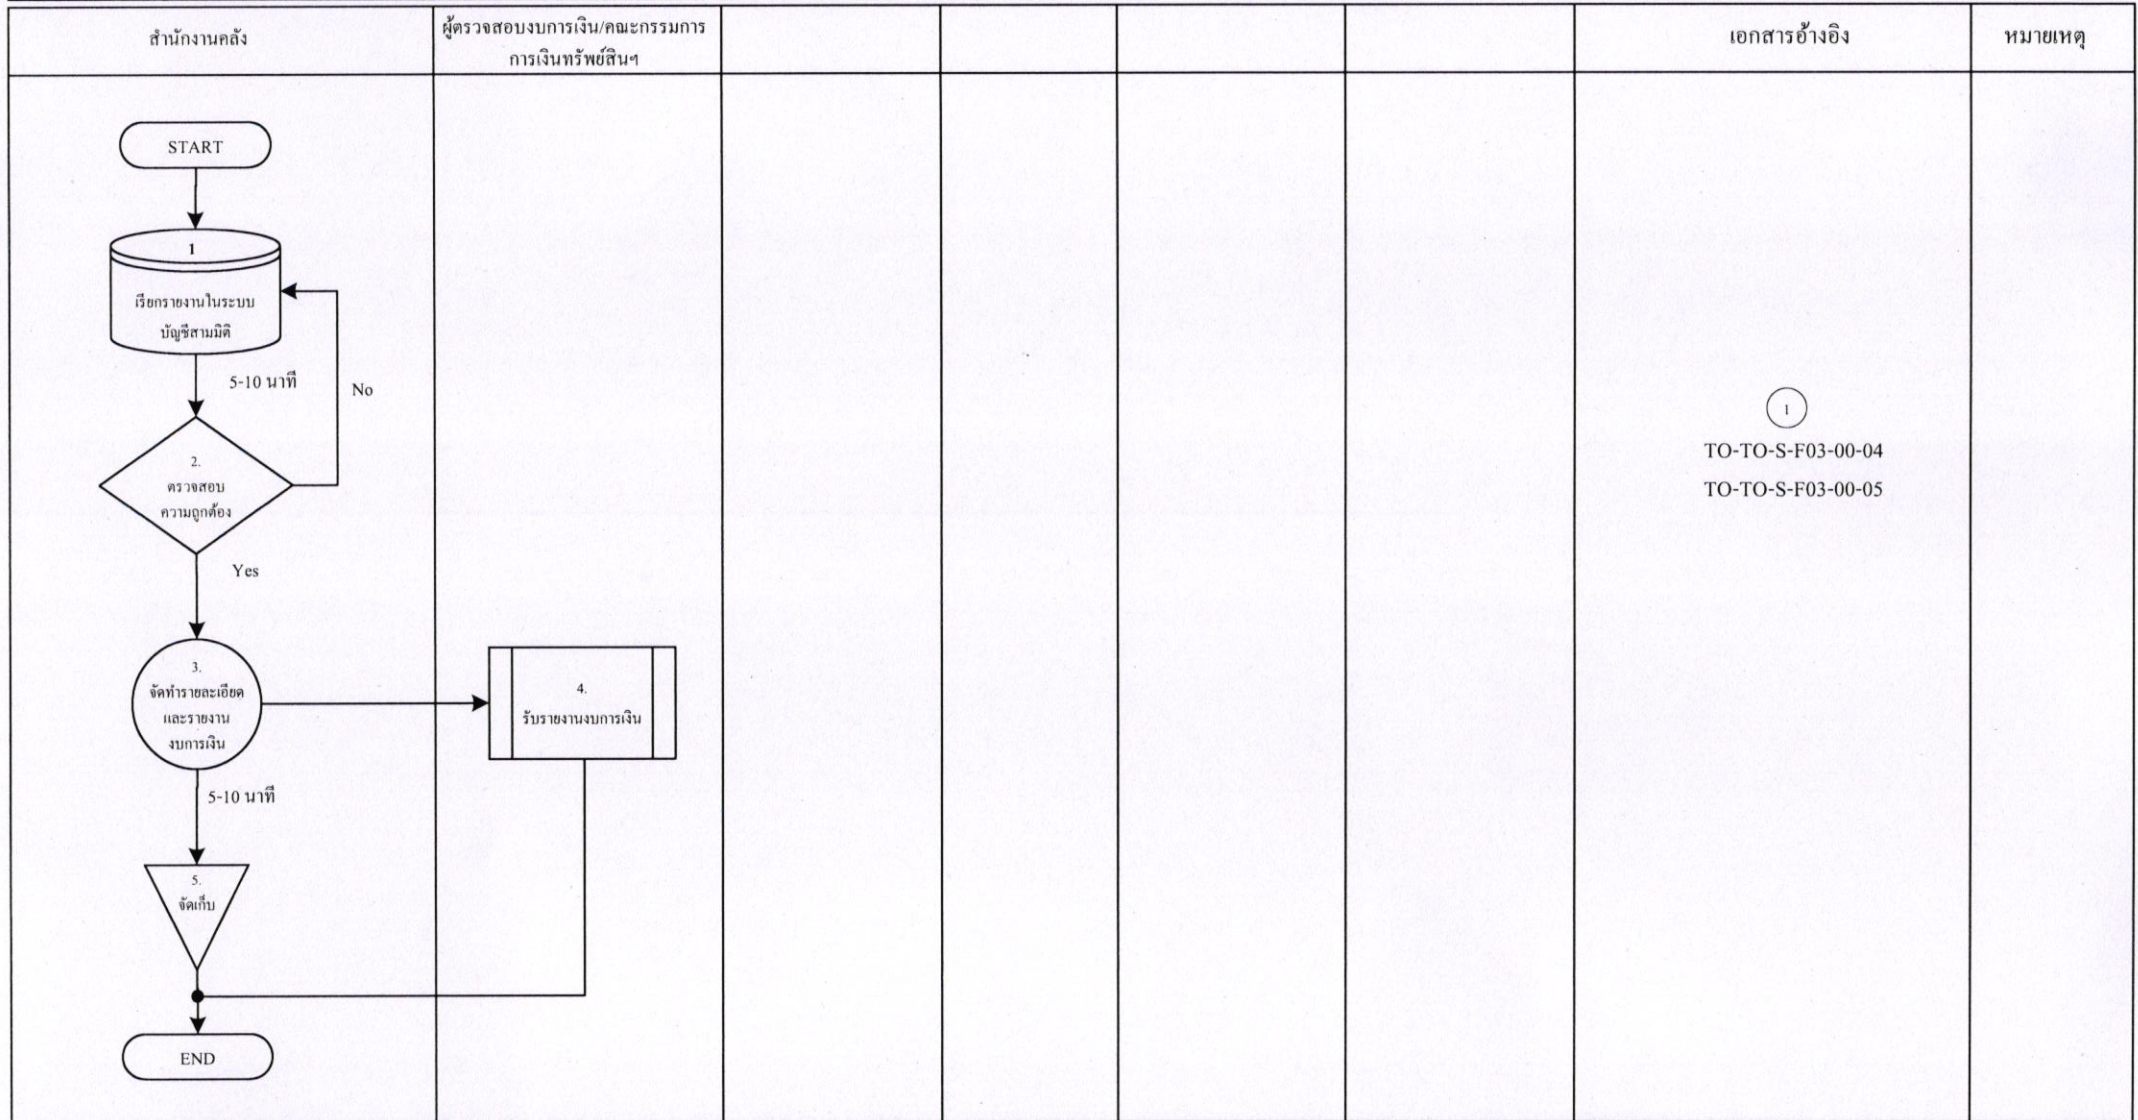 สำนักงานคลัง
ผู้ตรวจสอบงบการเงิน/คณะกรรมการ
การเงินทรัพย์สินฯ
เอกสารอ้างอิง
หมายเหตุ
START
1
เรียกรายงานในระบบ
บัญชีสามมิติ
5-10 นาที
No
2.
ตรวจสอบ
ความถูกต้อง
Yes
3.
จัดทำรายละเอียด
และรายงาน
งบการเงิน
4.
รับรายงานงบการเงิน
5-10 นาที
5.
จัดเก็บ
END
1
TO-TO-S-F03-00-04
TO-TO-S-F03-00-05